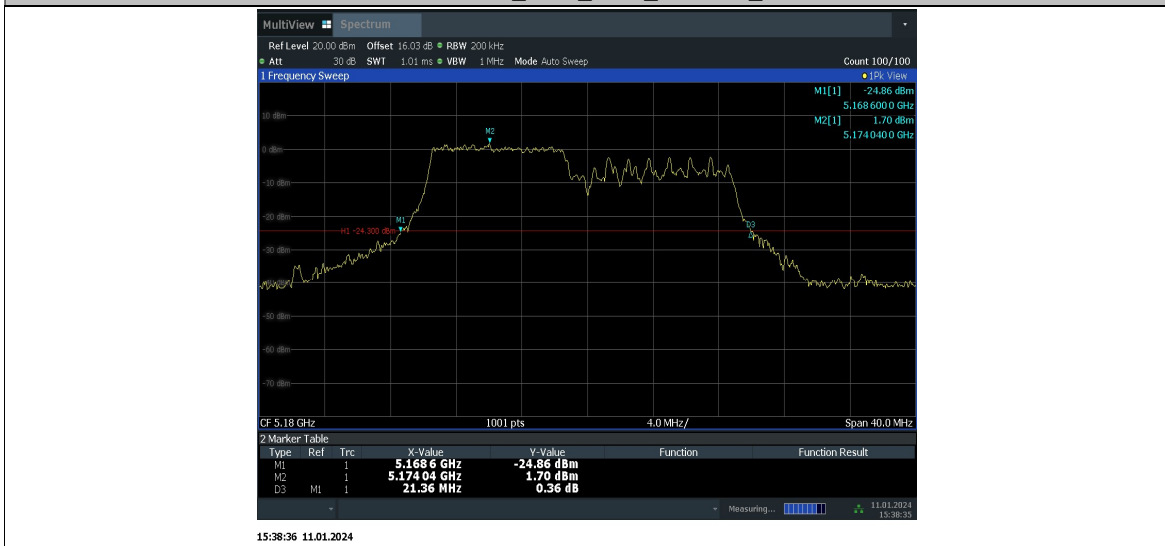 MultiView Spectrum
Ref Level 20.00 dBm Offset 16.03 dB RBW 200 kHz
Att 30 dB SWT 1.01 ms VBW 1 MHz Mode Auto Sweep Count 100/100
1 Frequency Sweep 1Pk View
M1[1] -24.86 dBm
5.168 600 0 GHz
10 dBm
M2[1] 1.70 dBm
5.174 040 0 GHz
M2
0 dBm
-10 dBm
-20 dBm
M1
D3
H1 -24.300 dBm
-30 dBm
-50 dBm
-60 dBm
-70 dBm
CF 5.18 GHz 1001 pts 4.0 MHz/ Span 40.0 MHz
2 Marker Table
Type Ref Trc X-Value Y-Value Function Function Result
M1 1 5.168 6 GHz -24.86 dBm
M2 1 5.174 04 GHz 1.70 dBm
D3 M1 1 21.36 MHz 0.36 dB
Measuring... 11.01.2024
15:38:35
15:38:36 11.01.2024